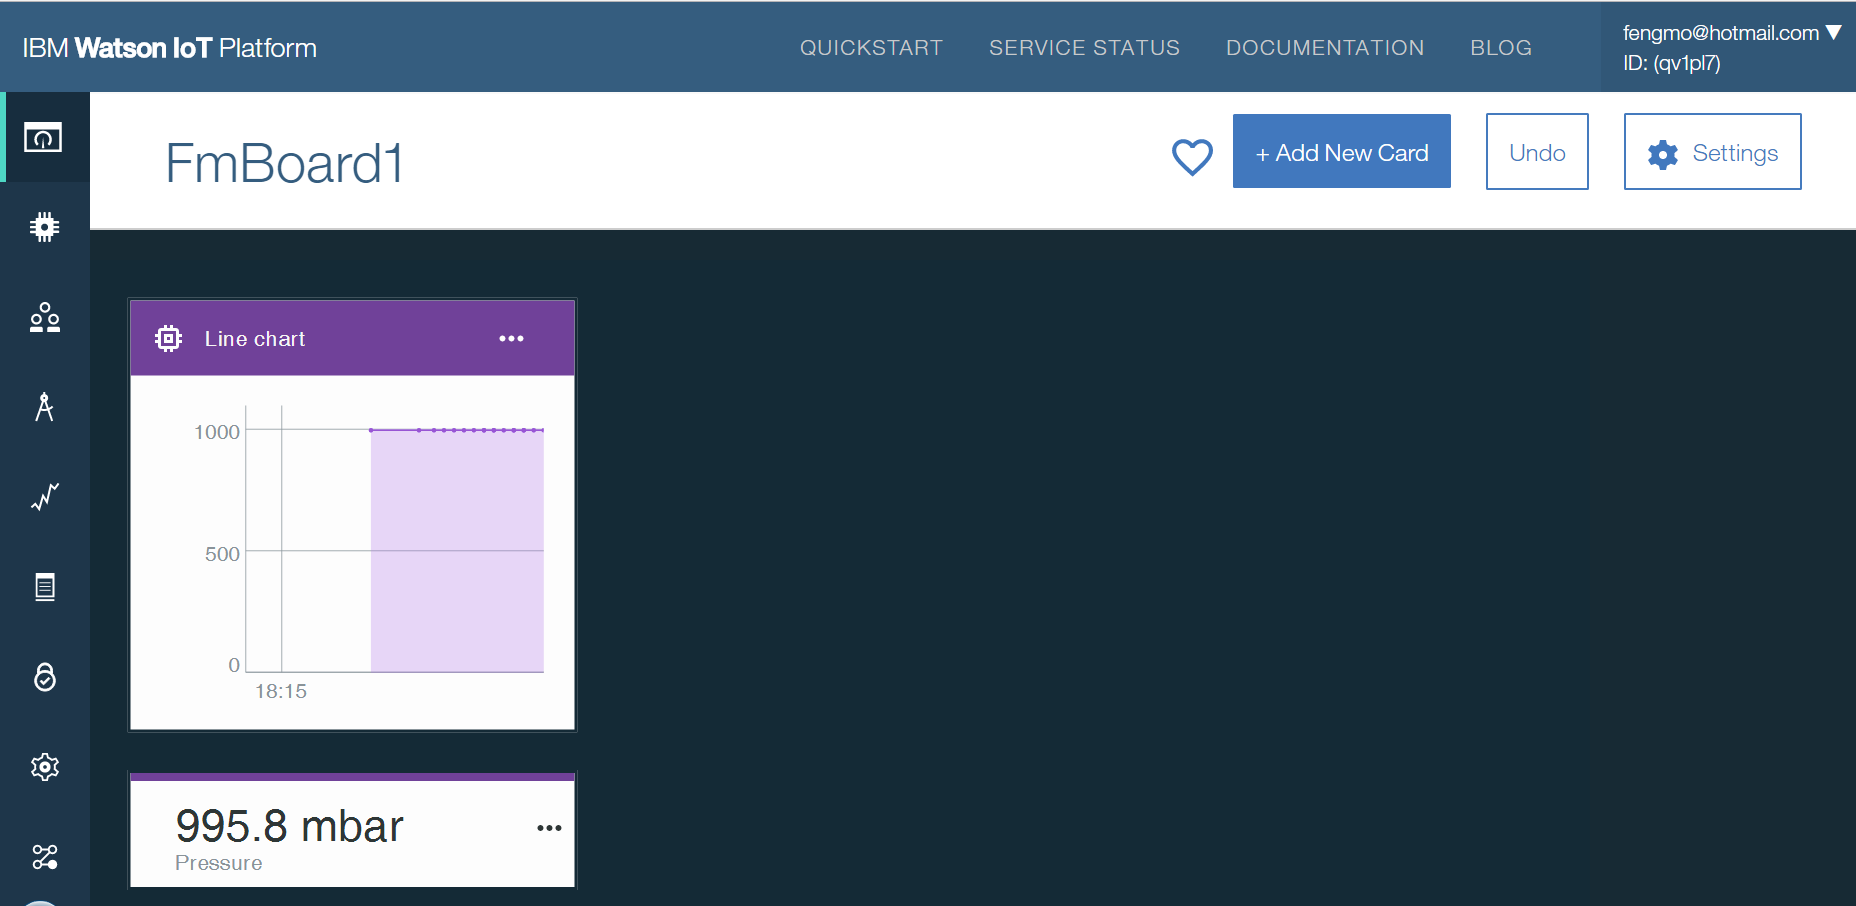 IBM Watson IoT Platform
QUICKSTART
SERVICE STATUS
DOCUMENTATION
BLOG
fengmo@hotmail.com ▼
ID: (qv1pl7)
FmBoard1
+ Add New Card
Undo
Settings
Line chart
1000
500
0
18:15
995.8 mbar
Pressure